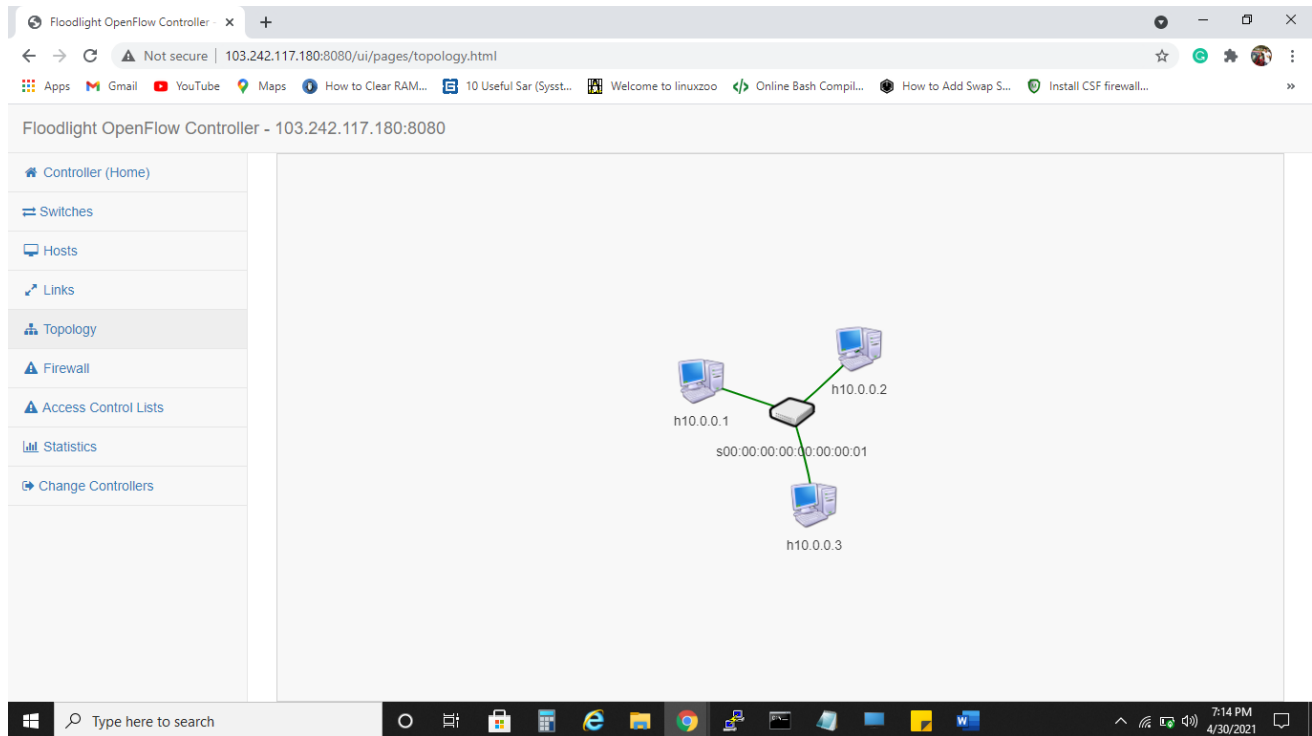 Floodlight OpenFlow Controller -
Not secure | 103.242.117.180:8080/ui/pages/topology.html
Apps Gmail YouTube Maps How to Clear RAM... 10 Useful Sar (Sysst... Welcome to linuxzoo Online Bash Compil... How to Add Swap S... Install CSF firewall... »
Floodlight OpenFlow Controller - 103.242.117.180:8080
Controller (Home)
Switches
Hosts
Links
Topology
Firewall
Access Control Lists
Statistics
Change Controllers
h10.0.0.2
h10.0.0.1
s00:00:00:00:00:00:00:01
h10.0.0.3
Type here to search
7:14 PM
4/30/2021